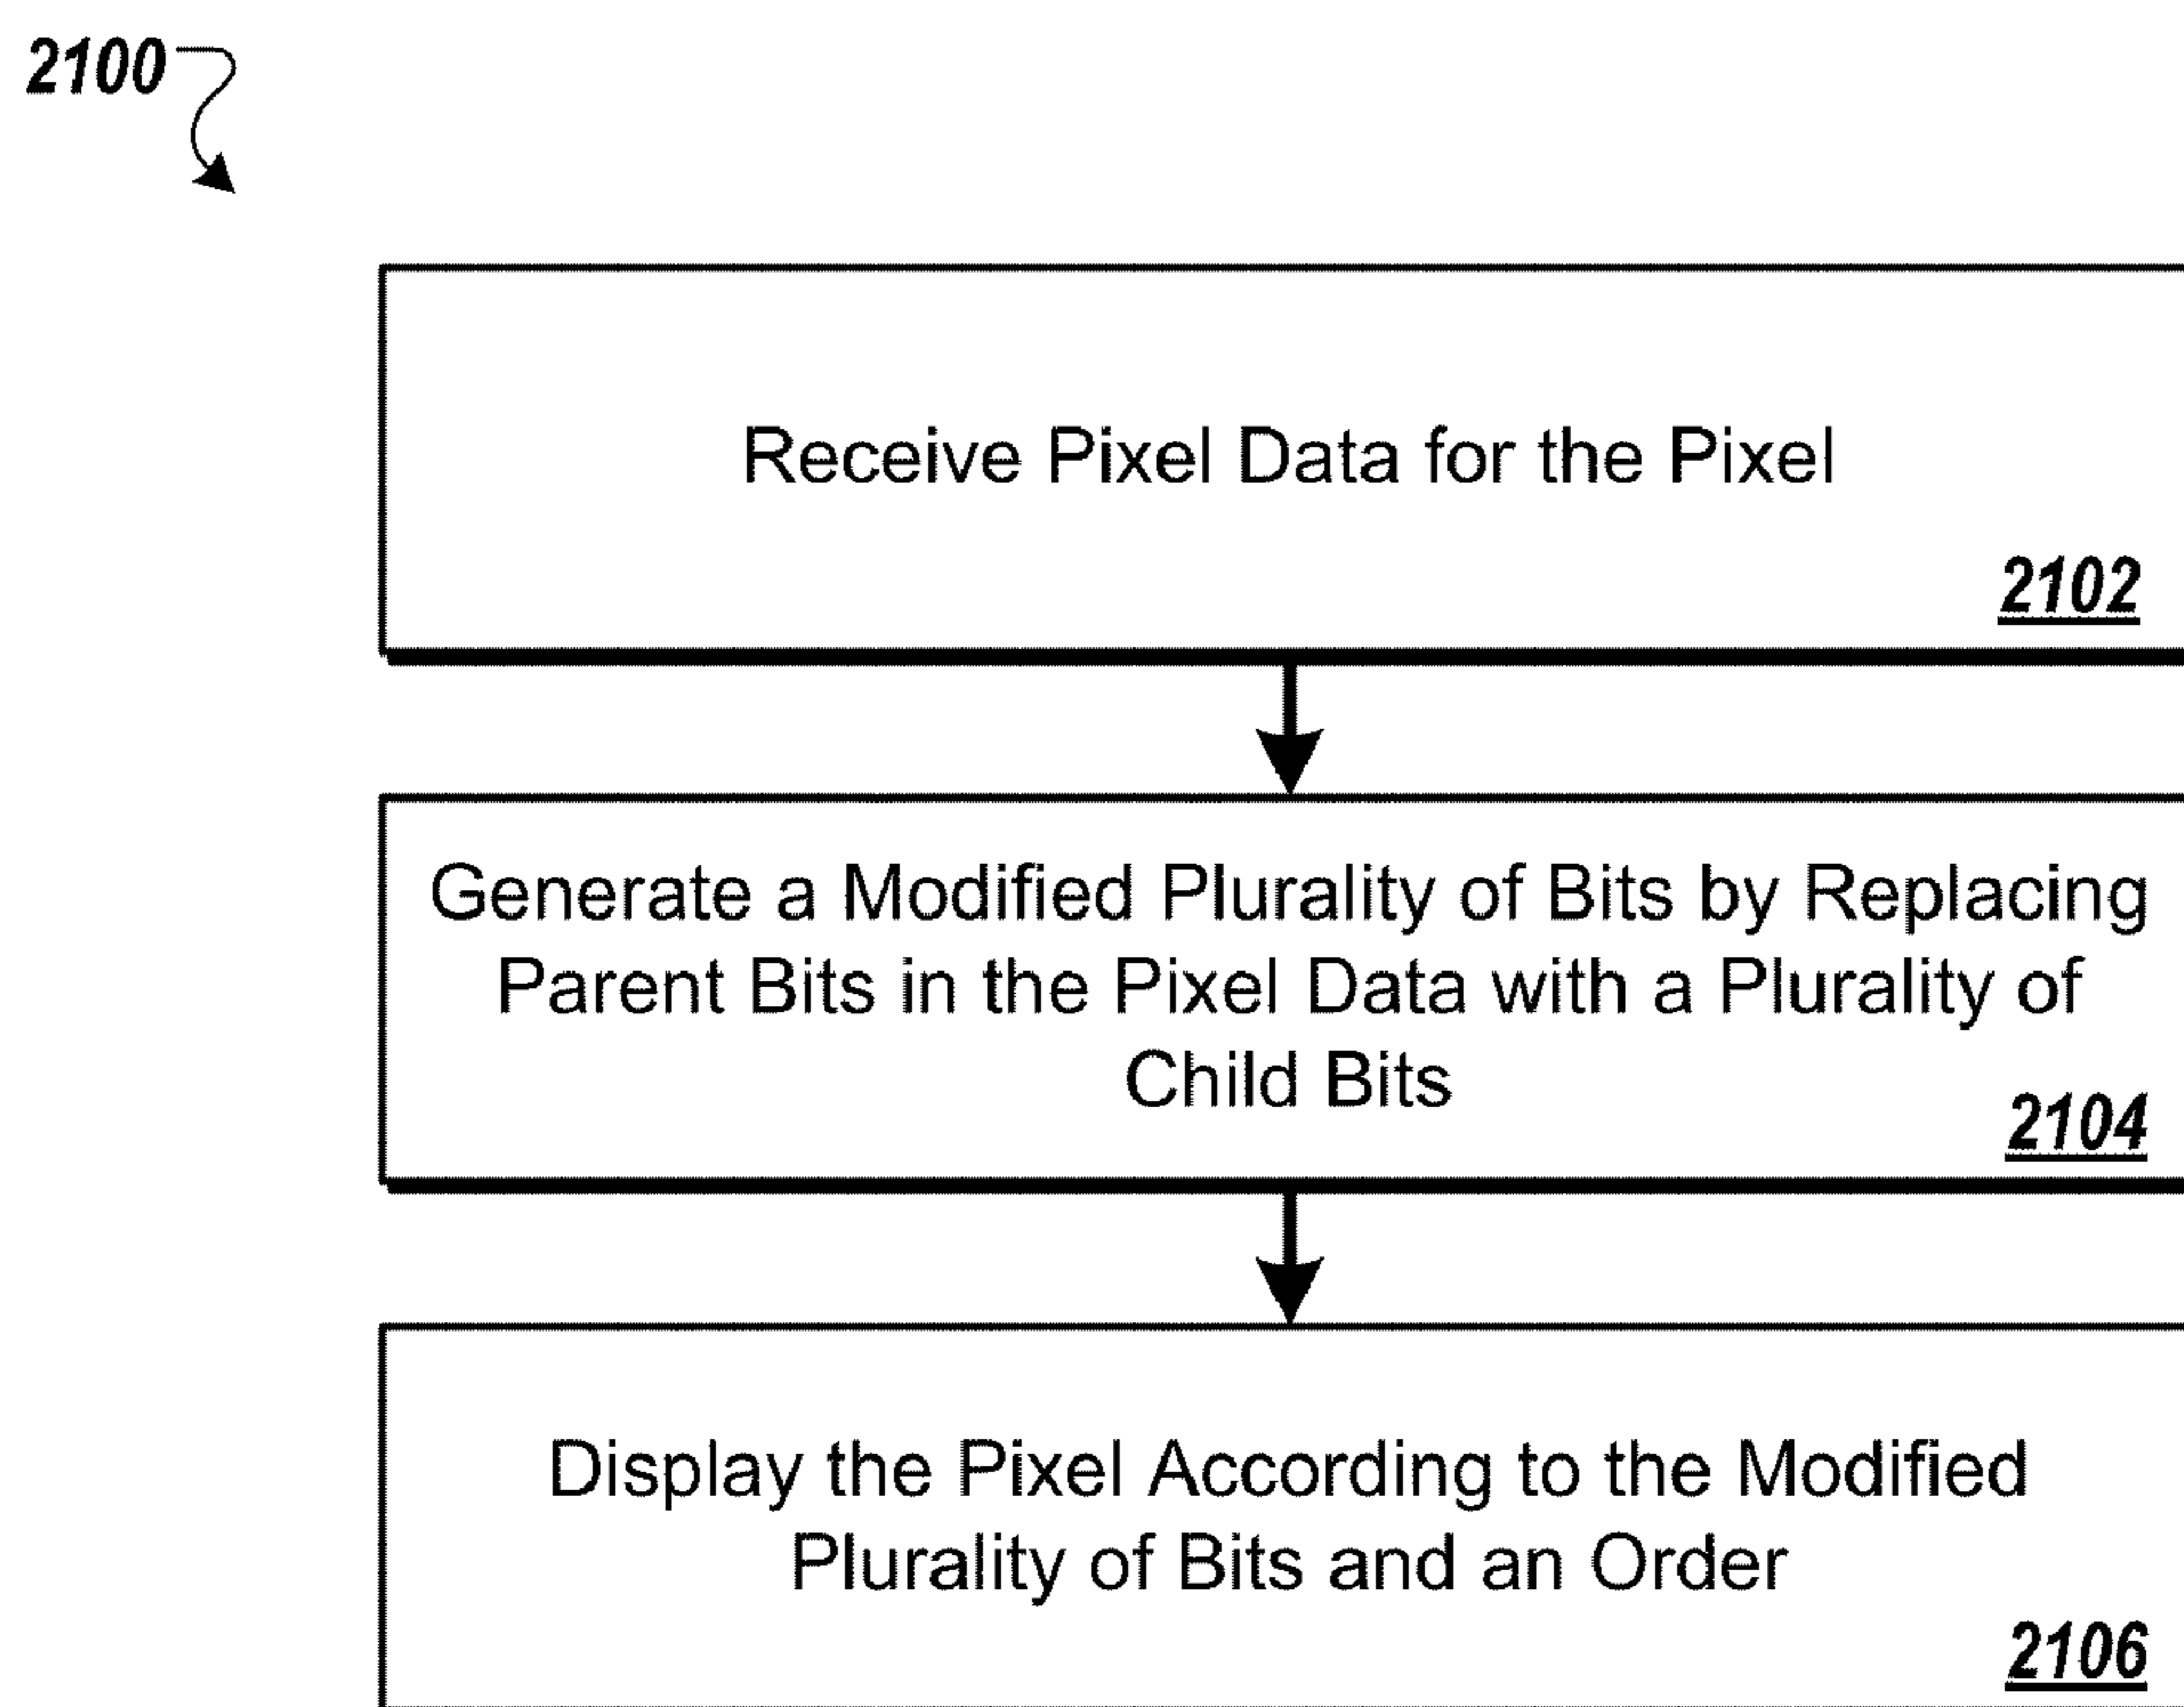 2100
Receive Pixel Data for the Pixel
2102
Generate a Modified Plurality of Bits by Replacing
Parent Bits in the Pixel Data with a Plurality of
Child Bits
2104
Display the Pixel According to the Modified
Plurality of Bits and an Order
2106